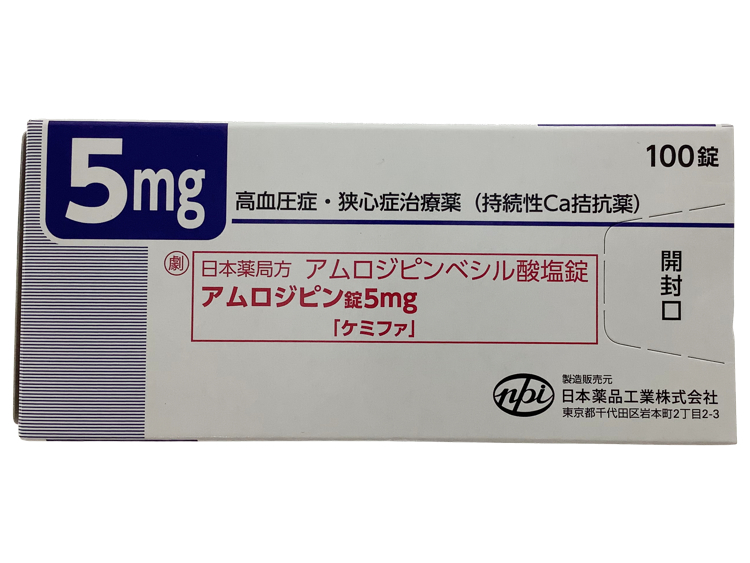 5mg
100錠
高血圧症・狭心症治療薬（持続性Ca拮抗薬）
劇
日本薬局方 アムロジピンベシル酸塩錠
アムロジピン錠5mg
「ケミファ」
開封口
npi
製造販売元
日本薬品工業株式会社
東京都千代田区岩本町2丁目2-3